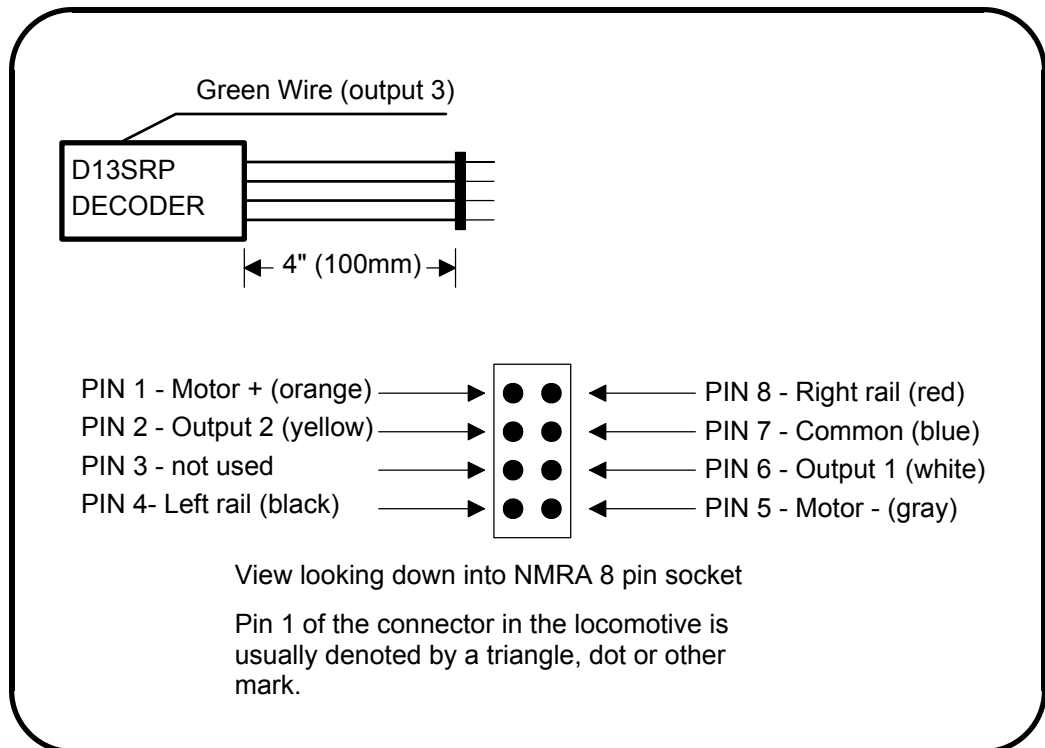 Green Wire (output 3)
D13SRP
DECODER
4" (100mm)
PIN 1 - Motor + (orange)
PIN 2 - Output 2 (yellow)
PIN 3 - not used
PIN 4- Left rail (black)
PIN 8 - Right rail (red)
PIN 7 - Common (blue)
PIN 6 - Output 1 (white)
PIN 5 - Motor - (gray)
View looking down into NMRA 8 pin socket
Pin 1 of the connector in the locomotive is
usually denoted by a triangle, dot or other
mark.